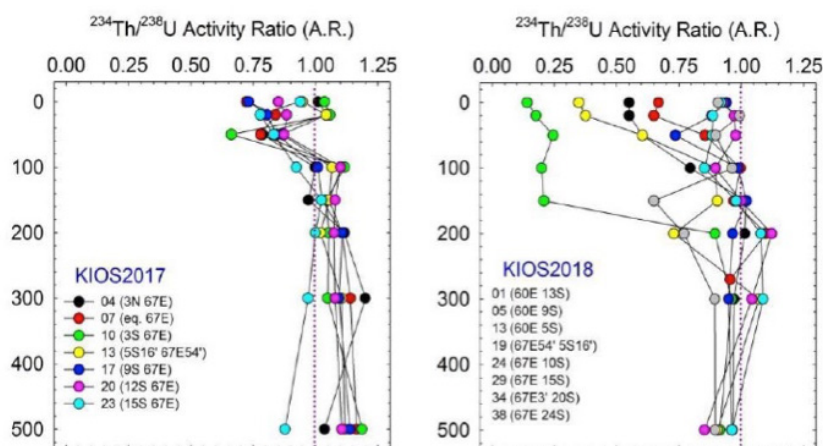 ²³⁴Th/²³⁸U Activity Ratio (A.R.)
0.00 0.25 0.50 0.75 1.00 1.25
0
100
200
300
400
500
KIOS2017
04 (3N 67E)
07 (eq. 67E)
10 (3S 67E)
13 (5S16' 67E54')
17 (9S 67E)
20 (12S 67E)
23 (15S 67E)
²³⁴Th/²³⁸U Activity Ratio (A.R.)
0.00 0.25 0.50 0.75 1.00 1.25
0
100
200
300
400
500
KIOS2018
01 (60E 13S)
05 (60E 9S)
13 (60E 5S)
19 (67E54' 5S16')
24 (67E 10S)
29 (67E 15S)
34 (67E3' 20S)
38 (67E 24S)